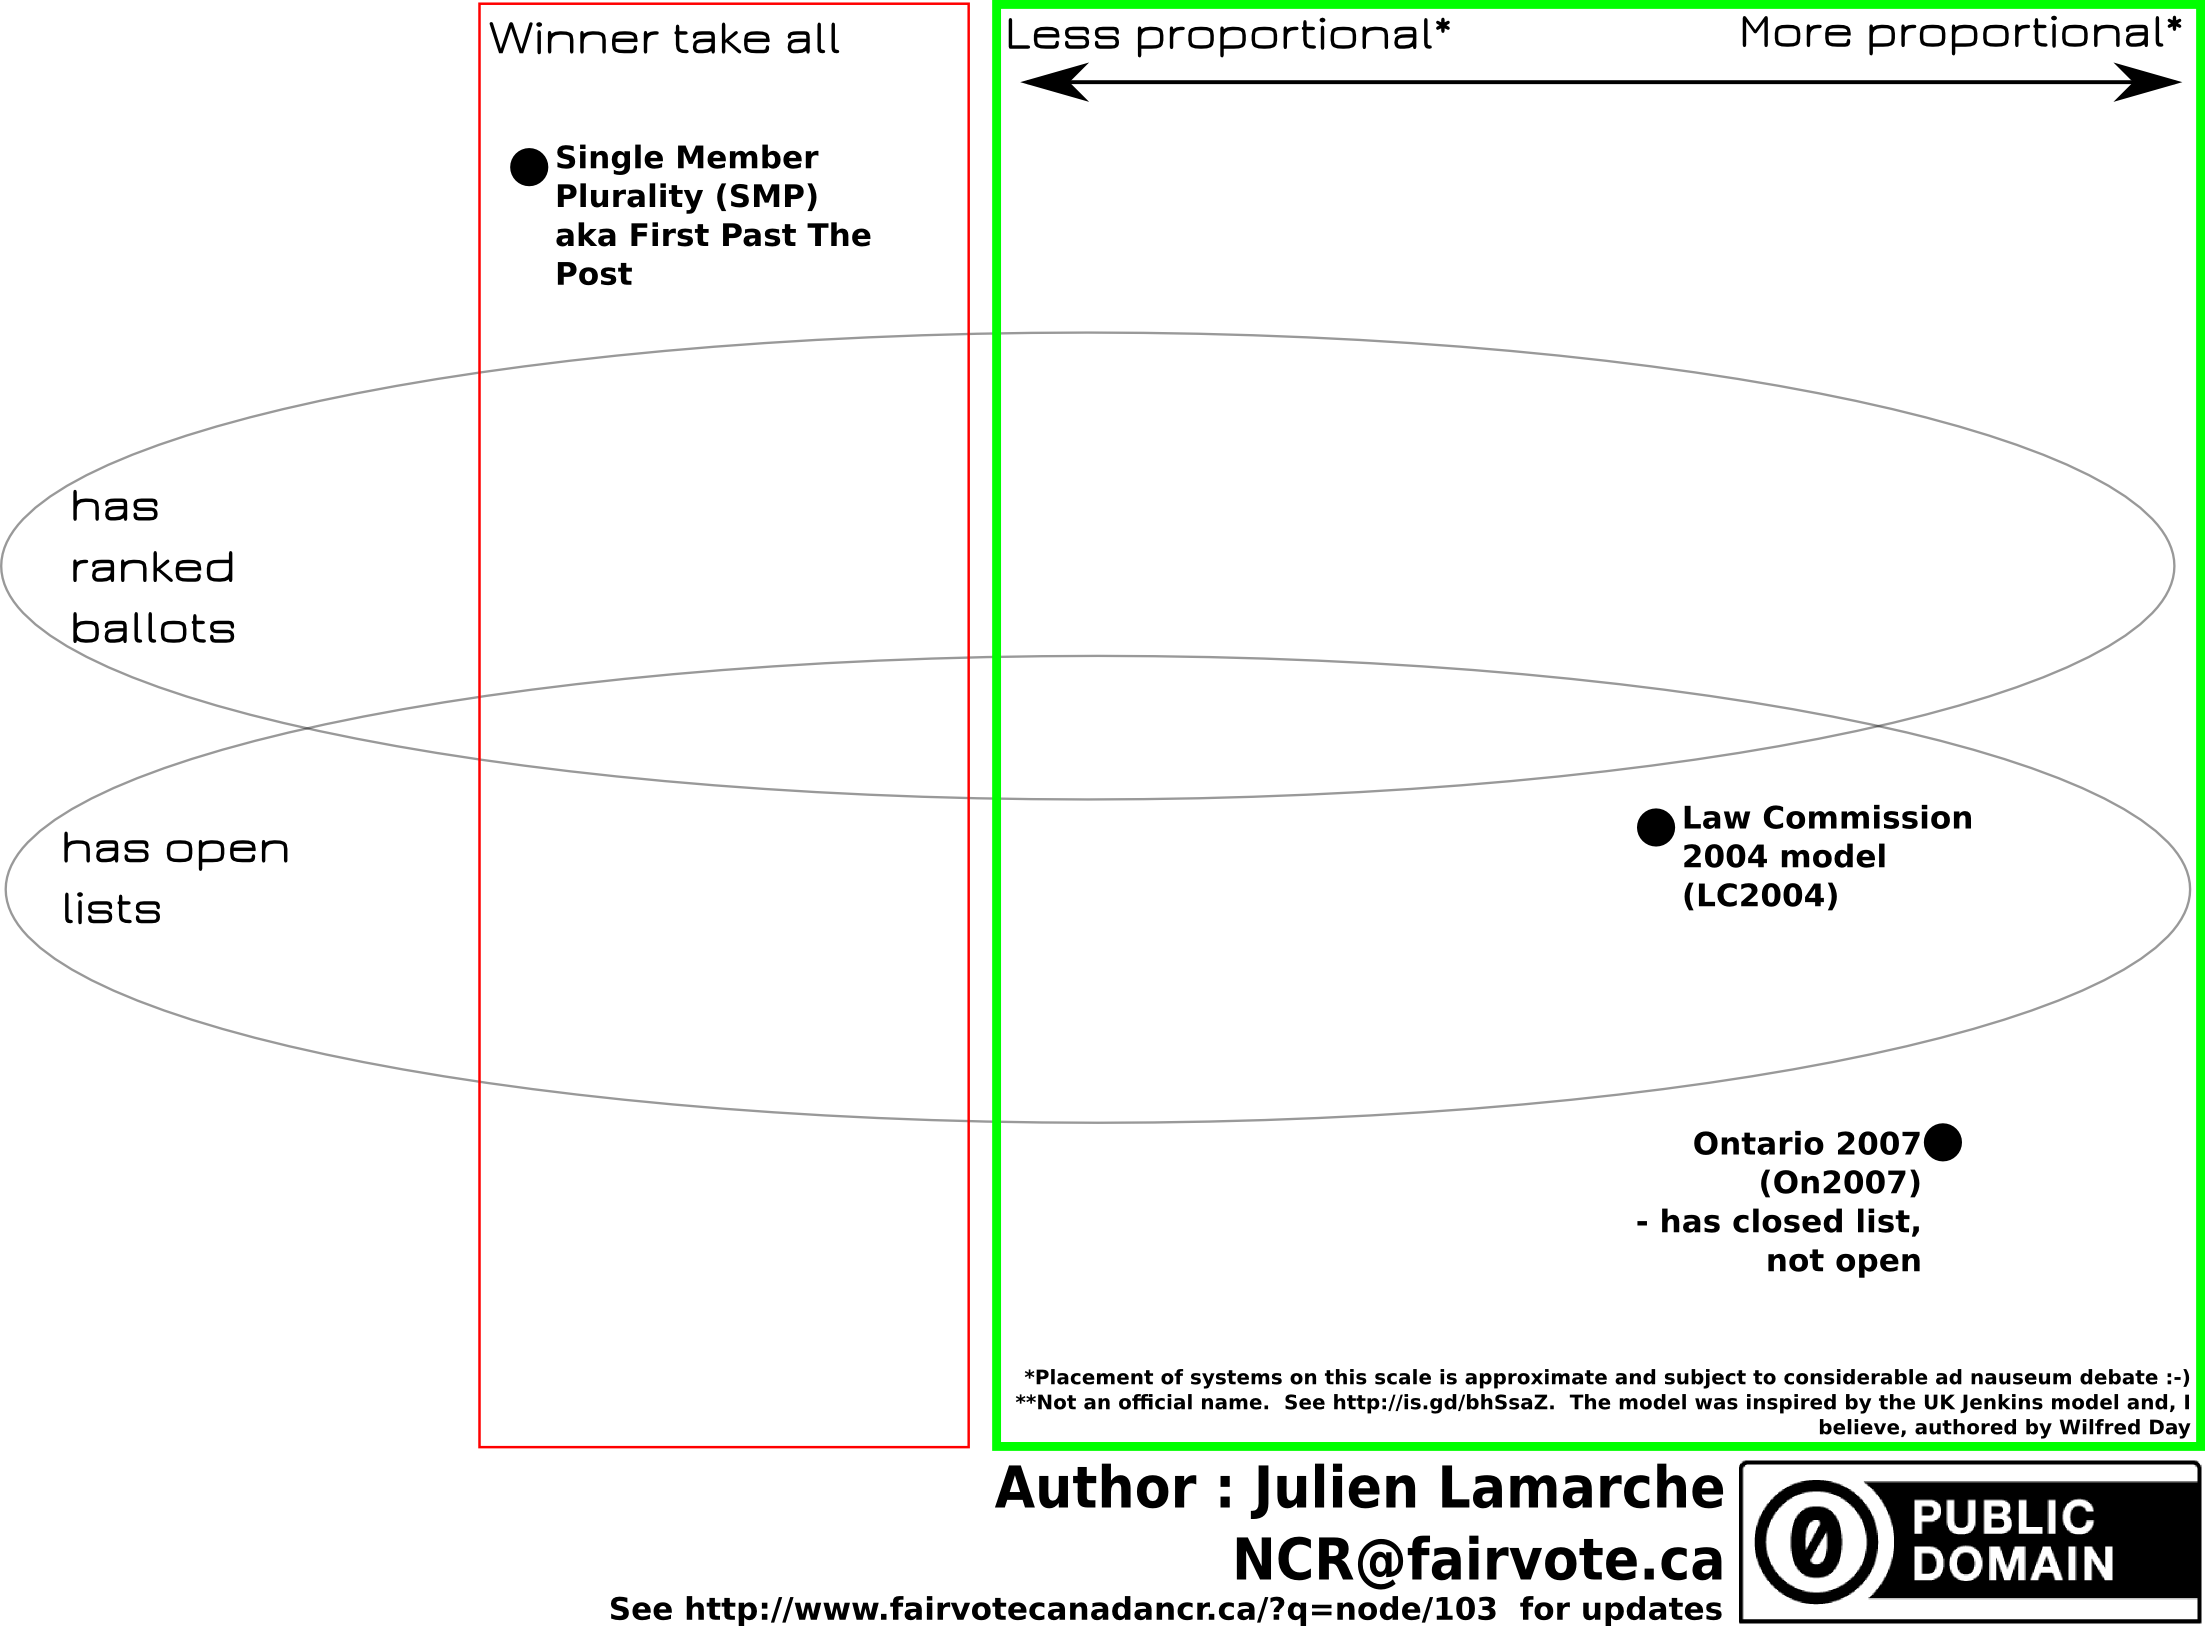 Winner take all
Less proportional*
More proportional*
Single Member
Plurality (SMP)
aka First Past The
Post
has
ranked
ballots
has open
lists
Law Commission
2004 model
(LC2004)
Ontario 2007
(On2007)
- has closed list,
not open
*Placement of systems on this scale is approximate and subject to considerable ad nauseum debate :-)
**Not an official name.  See http://is.gd/bhSsaZ.  The model was inspired by the UK Jenkins model and, I
believe, authored by Wilfred Day
Author : Julien Lamarche
NCR@fairvote.ca
See http://www.fairvotecanadancr.ca/?q=node/103  for updates
0
PUBLIC
DOMAIN